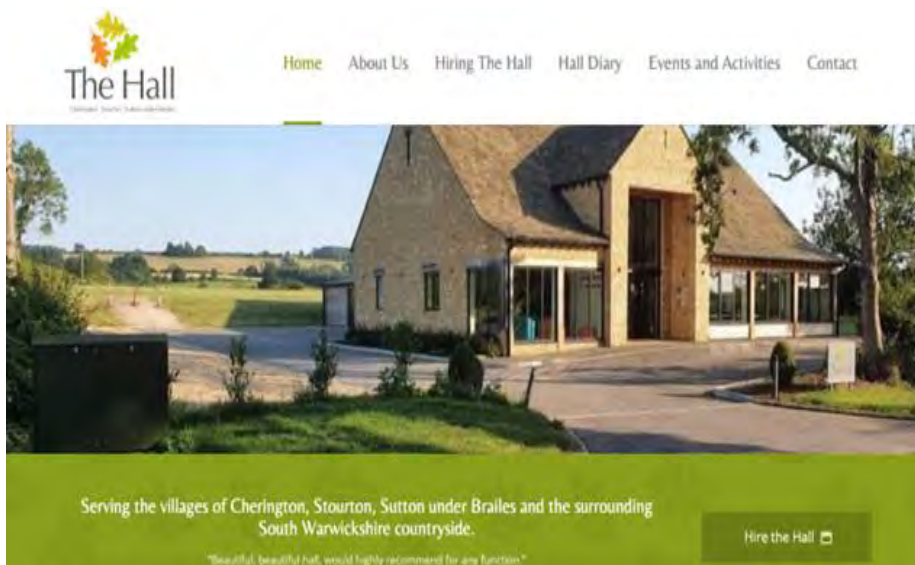 The Hall
Home About Us Hiring The Hall Hall Diary Events and Activities Contact
Serving the villages of Cherington, Stourton, Sutton under Brailes and the surrounding
South Warwickshire countryside.
"Beautiful, beautiful hall, would highly recommend for any function"
Hire the Hall